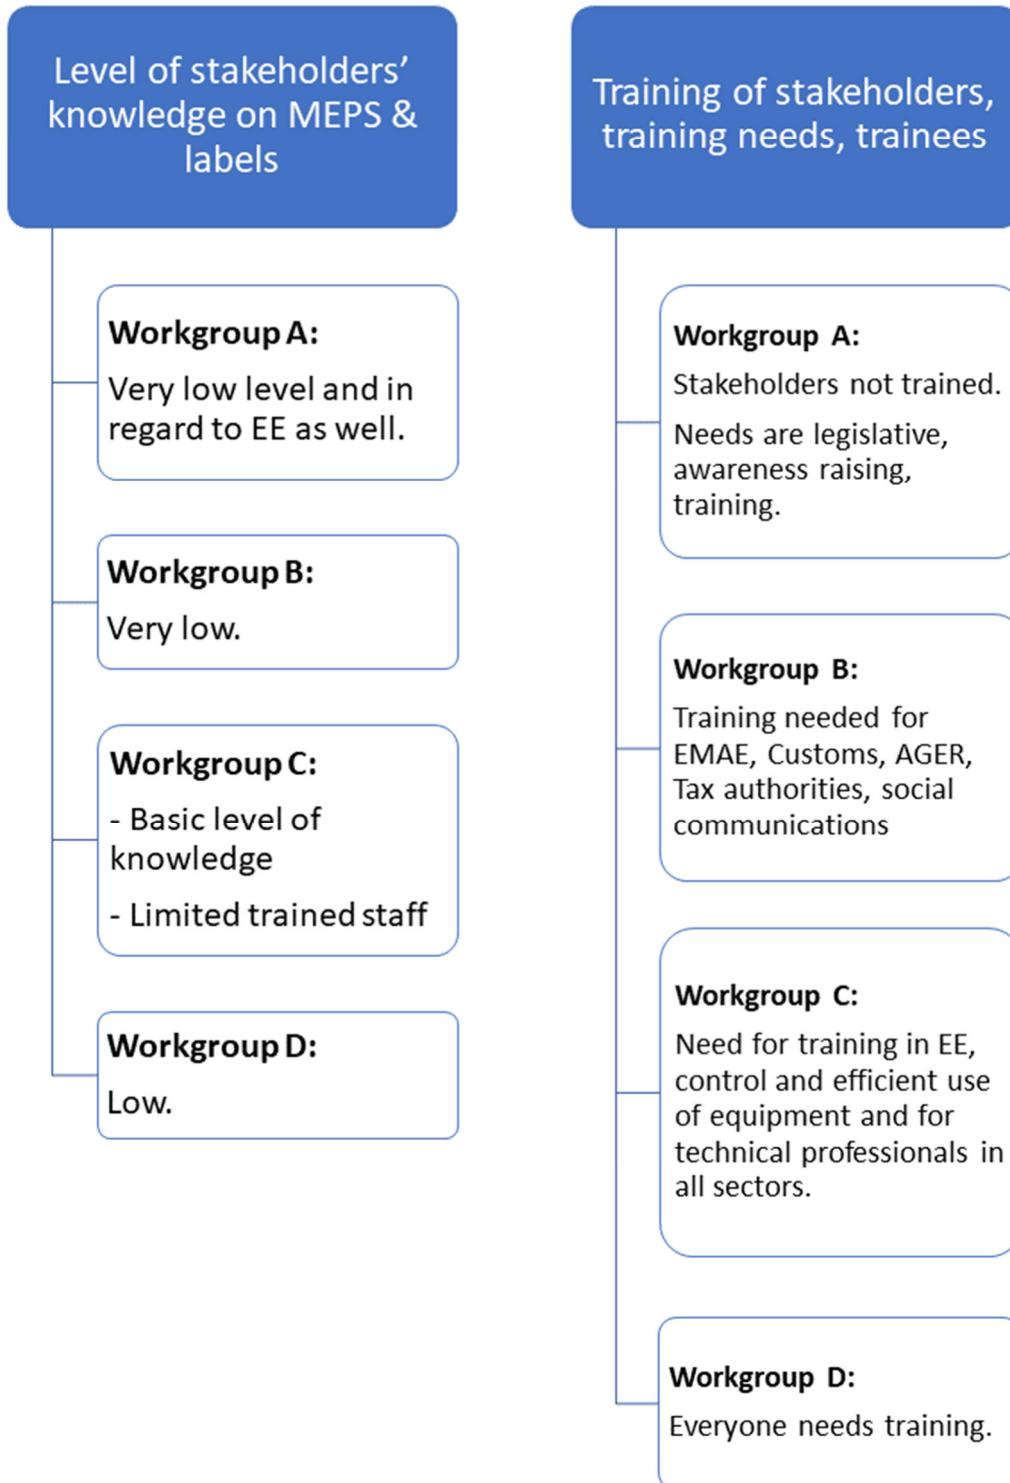 Level of stakeholders’
knowledge on MEPS &
labels
Workgroup A:
Very low level and in
regard to EE as well.
Workgroup B:
Very low.
Workgroup C:
- Basic level of
knowledge
- Limited trained staff
Workgroup D:
Low.
Training of stakeholders,
training needs, trainees
Workgroup A:
Stakeholders not trained.
Needs are legislative,
awareness raising,
training.
Workgroup B:
Training needed for
EMAE, Customs, AGER,
Tax authorities, social
communications
Workgroup C:
Need for training in EE,
control and efficient use
of equipment and for
technical professionals in
all sectors.
Workgroup D:
Everyone needs training.